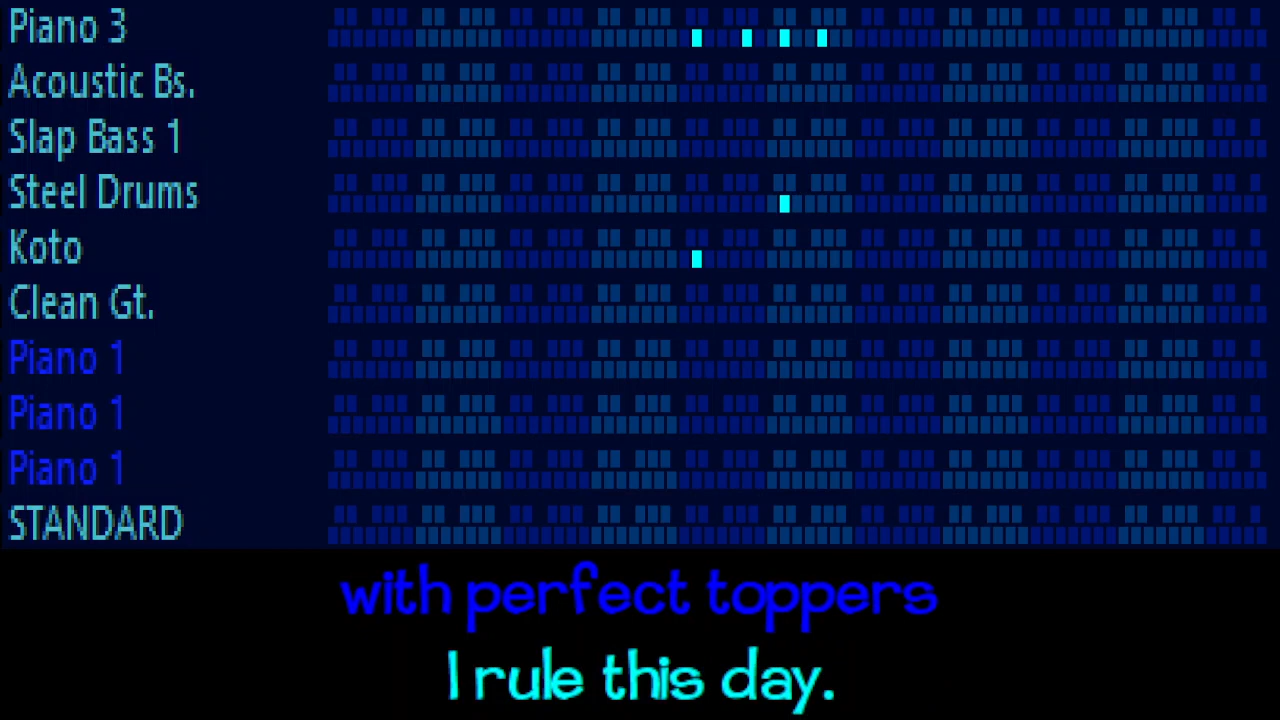 Piano 3
Acoustic Bs.
Slap Bass 1
Steel Drums
Koto
Clean Gt.
Piano 1
Piano 1
Piano 1
STANDARD
with perfect toppers
I rule this day.